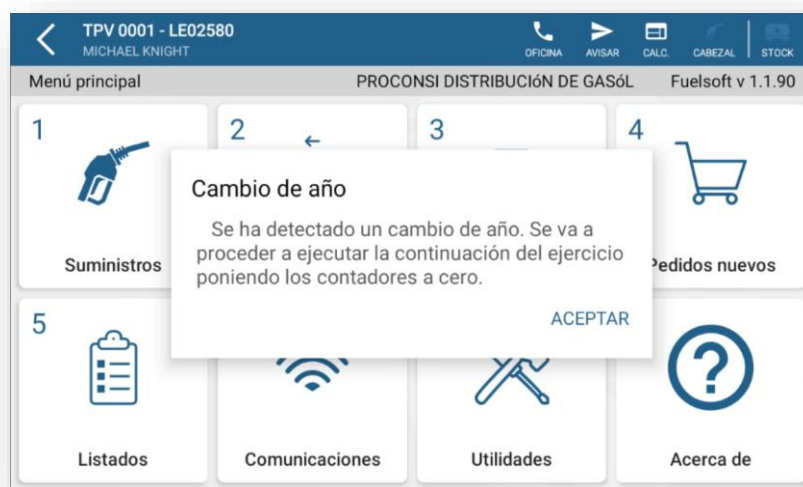 TPV 0001 - LE02580
MICHAEL KNIGHT
OFICINA
AVISAR
CALC.
CABEZAL
STOCK
Menú principal
PROCONSI DISTRIBUCIóN DE GASóL
Fuelsoft v 1.1.90
1
2
3
4
Cambio de año
Se ha detectado un cambio de año. Se va a
proceder a ejecutar la continuación del ejercicio
poniendo los contadores a cero.
ACEPTAR
Suministros
Pedidos nuevos
5
Listados
Comunicaciones
Utilidades
Acerca de